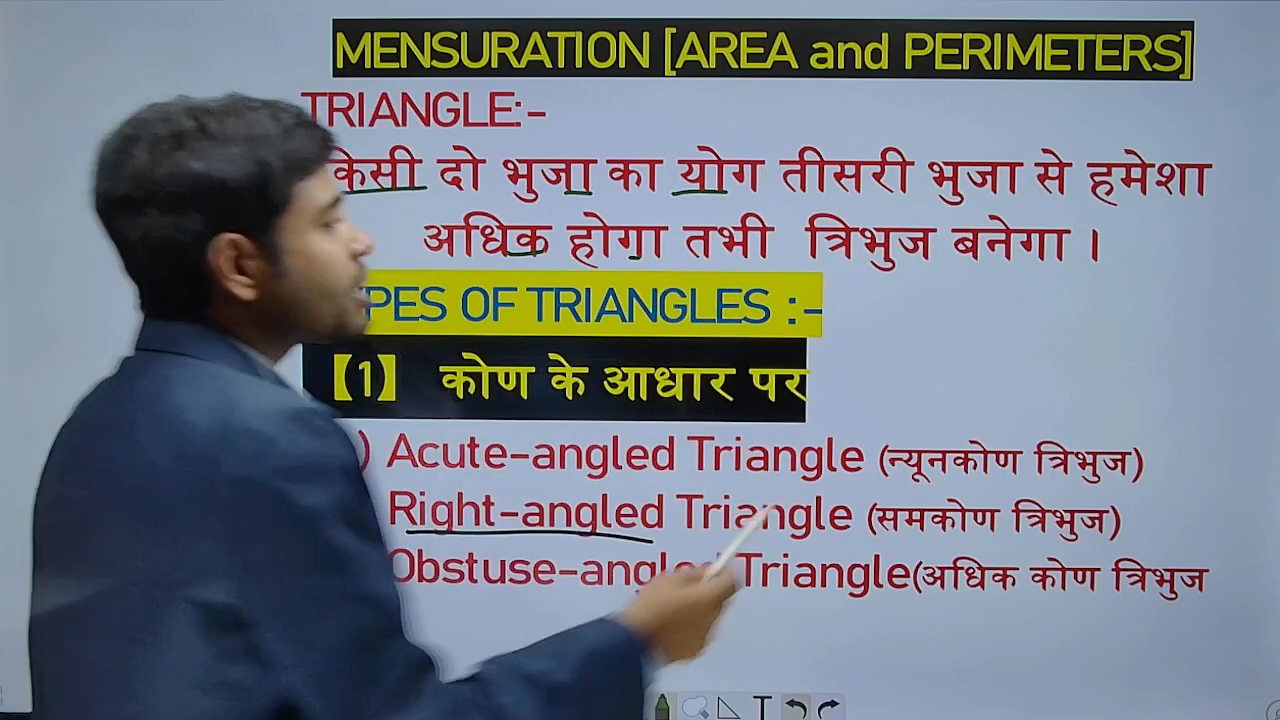 MENSURATION [AREA and PERIMETERS]
TRIANGLE:-
किसी दो भुजा का योग तीसरी भुजा से हमेशा
अधिक होगा तभी त्रिभुज बनेगा ।
PES OF TRIANGLES :-
【1】 कोण के आधार पर
) Acute-angled Triangle (न्यूनकोण त्रिभुज)
Right-angled Triangle (समकोण त्रिभुज)
Obstuse-angled Triangle(अधिक कोण त्रिभुज